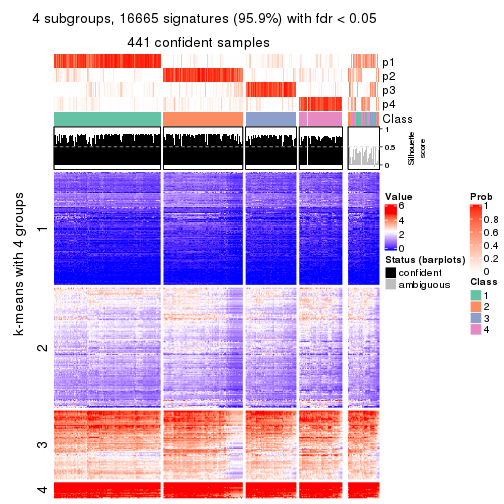 4 subgroups, 16665 signatures (95.9%) with fdr < 0.05
441 confident samples
p1
p2
p3
p4
Class
1
0.5
0
Silhouette
score
k-means with 4 groups
1
2
3
4
Value
6
4
2
0
Status (barplots)
confident
ambiguous
Prob
1
0.8
0.6
0.4
0.2
0
Class
1
2
3
4